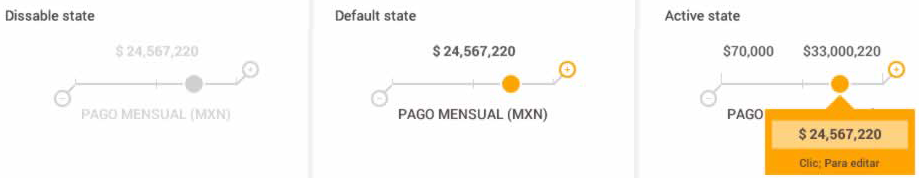 Dissable state
$ 24,567,220
PAGO MENSUAL (MXN)
Default state
$ 24,567,220
PAGO MENSUAL (MXN)
Active state
$70,000 $33,000,220
PAGO
$ 24,567,220
Clic; Para editar